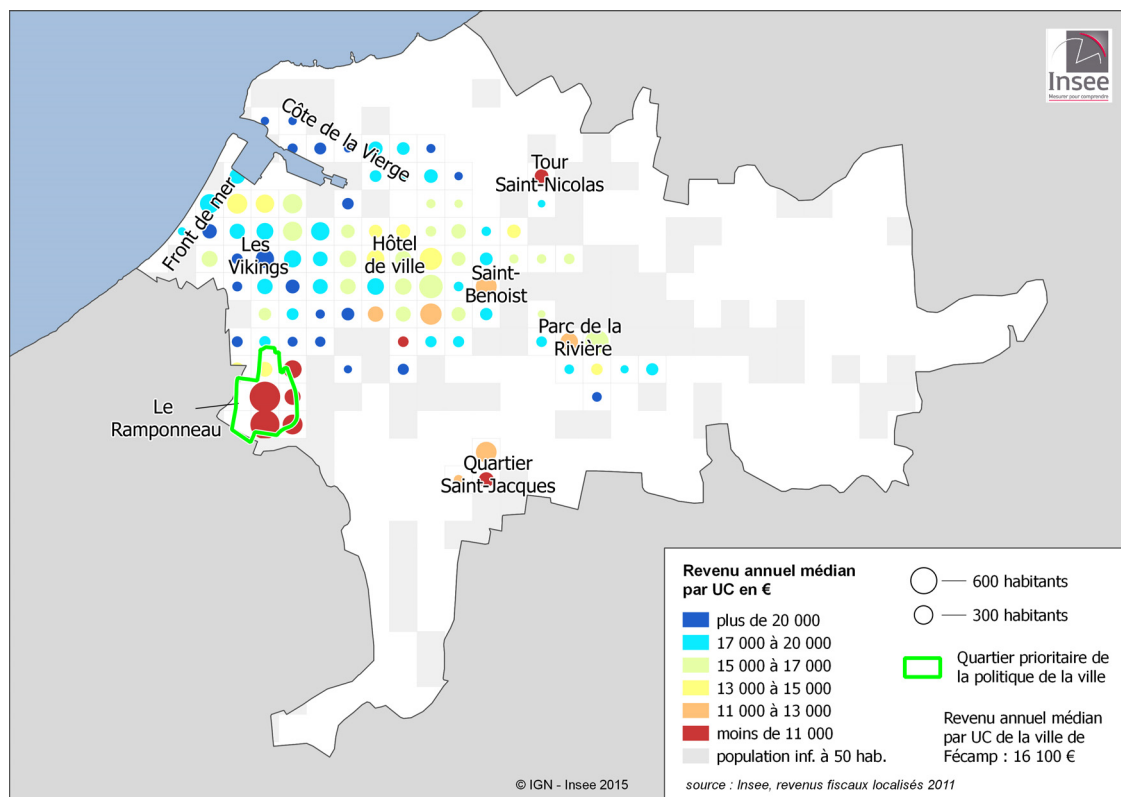 Insee
Mesurer pour comprendre
Côte de la Vierge
Tour
Saint-Nicolas
Front de mer
Les
Vikings
Hôtel
de ville
Saint-
Benoist
Parc de la
Rivière
Le
Ramponneau
Quartier
Saint-Jacques
Revenu annuel médian
par UC en €
plus de 20 000
17 000 à 20 000
15 000 à 17 000
13 000 à 15 000
11 000 à 13 000
moins de 11 000
population inf. à 50 hab.
600 habitants
300 habitants
Quartier prioritaire de
la politique de la ville
Revenu annuel médian
par UC de la ville de
Fécamp : 16 100 €
© IGN - Insee 2015
source : Insee, revenus fiscaux localisés 2011